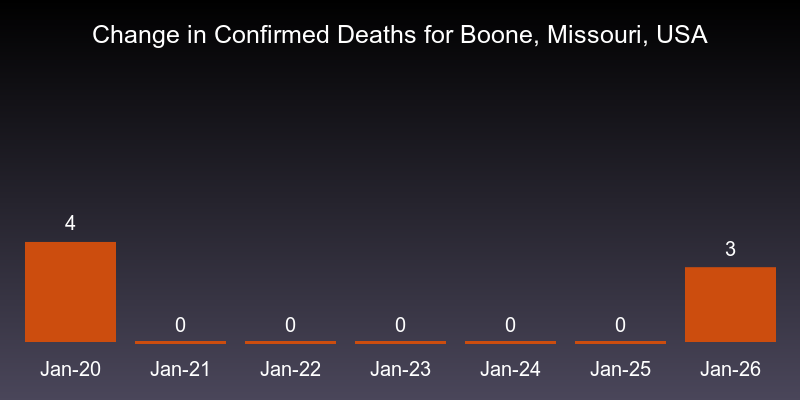 Change in Confirmed Deaths for Boone, Missouri, USA
4
0
0
0
0
0
3
Jan-20
Jan-21
Jan-22
Jan-23
Jan-24
Jan-25
Jan-26